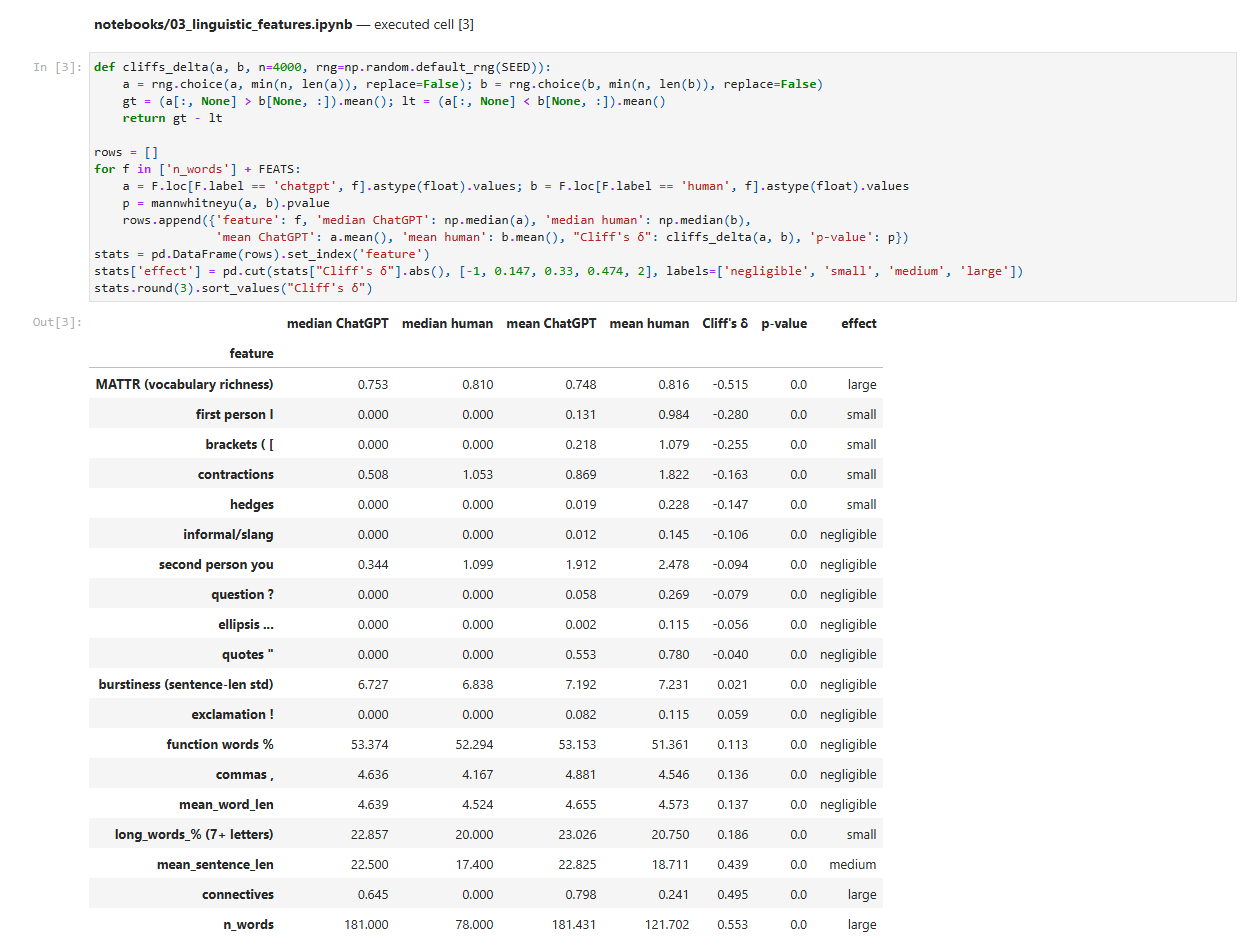 notebooks/03_linguistic_features.ipynb — executed cell [3]
In [3]: def cliffs_delta(a, b, n=4000, rng=np.random.default_rng(SEED)):
    a = rng.choice(a, min(n, len(a)), replace=False); b = rng.choice(b, min(n, len(b)), replace=False)
    gt = (a[:, None] > b[None, :]).mean(); lt = (a[:, None] < b[None, :]).mean()
    return gt - lt
rows = []
for f in ['n_words'] + FEATS:
    a = F.loc[F.label == 'chatgpt', f].astype(float).values; b = F.loc[F.label == 'human', f].astype(float).values
    p = mannwhitneyu(a, b).pvalue
    rows.append({'feature': f, 'median ChatGPT': np.median(a), 'median human': np.median(b),
                 'mean ChatGPT': a.mean(), 'mean human': b.mean(), "Cliff's δ": cliffs_delta(a, b), 'p-value': p})
stats = pd.DataFrame(rows).set_index('feature')
stats['effect'] = pd.cut(stats["Cliff's δ"].abs(), [-1, 0.147, 0.33, 0.474, 2], labels=['negligible', 'small', 'medium', 'large'])
stats.round(3).sort_values("Cliff's δ")
Out[3]: median ChatGPT median human mean ChatGPT mean human Cliff's δ p-value effect
feature
MATTR (vocabulary richness) 0.753 0.810 0.748 0.816 -0.515 0.0 large
first person I 0.000 0.000 0.131 0.984 -0.280 0.0 small
brackets ( [ 0.000 0.000 0.218 1.079 -0.255 0.0 small
contractions 0.508 1.053 0.869 1.822 -0.163 0.0 small
hedges 0.000 0.000 0.019 0.228 -0.147 0.0 small
informal/slang 0.000 0.000 0.012 0.145 -0.106 0.0 negligible
second person you 0.344 1.099 1.912 2.478 -0.094 0.0 negligible
question ? 0.000 0.000 0.058 0.269 -0.079 0.0 negligible
ellipsis ... 0.000 0.000 0.002 0.115 -0.056 0.0 negligible
quotes " 0.000 0.000 0.553 0.780 -0.040 0.0 negligible
burstiness (sentence-len std) 6.727 6.838 7.192 7.231 0.021 0.0 negligible
exclamation ! 0.000 0.000 0.082 0.115 0.059 0.0 negligible
function words % 53.374 52.294 53.153 51.361 0.113 0.0 negligible
commas , 4.636 4.167 4.881 4.546 0.136 0.0 negligible
mean_word_len 4.639 4.524 4.655 4.573 0.137 0.0 negligible
long_words_% (7+ letters) 22.857 20.000 23.026 20.750 0.186 0.0 small
mean_sentence_len 22.500 17.400 22.825 18.711 0.439 0.0 medium
connectives 0.645 0.000 0.798 0.241 0.495 0.0 large
n_words 181.000 78.000 181.431 121.702 0.553 0.0 large